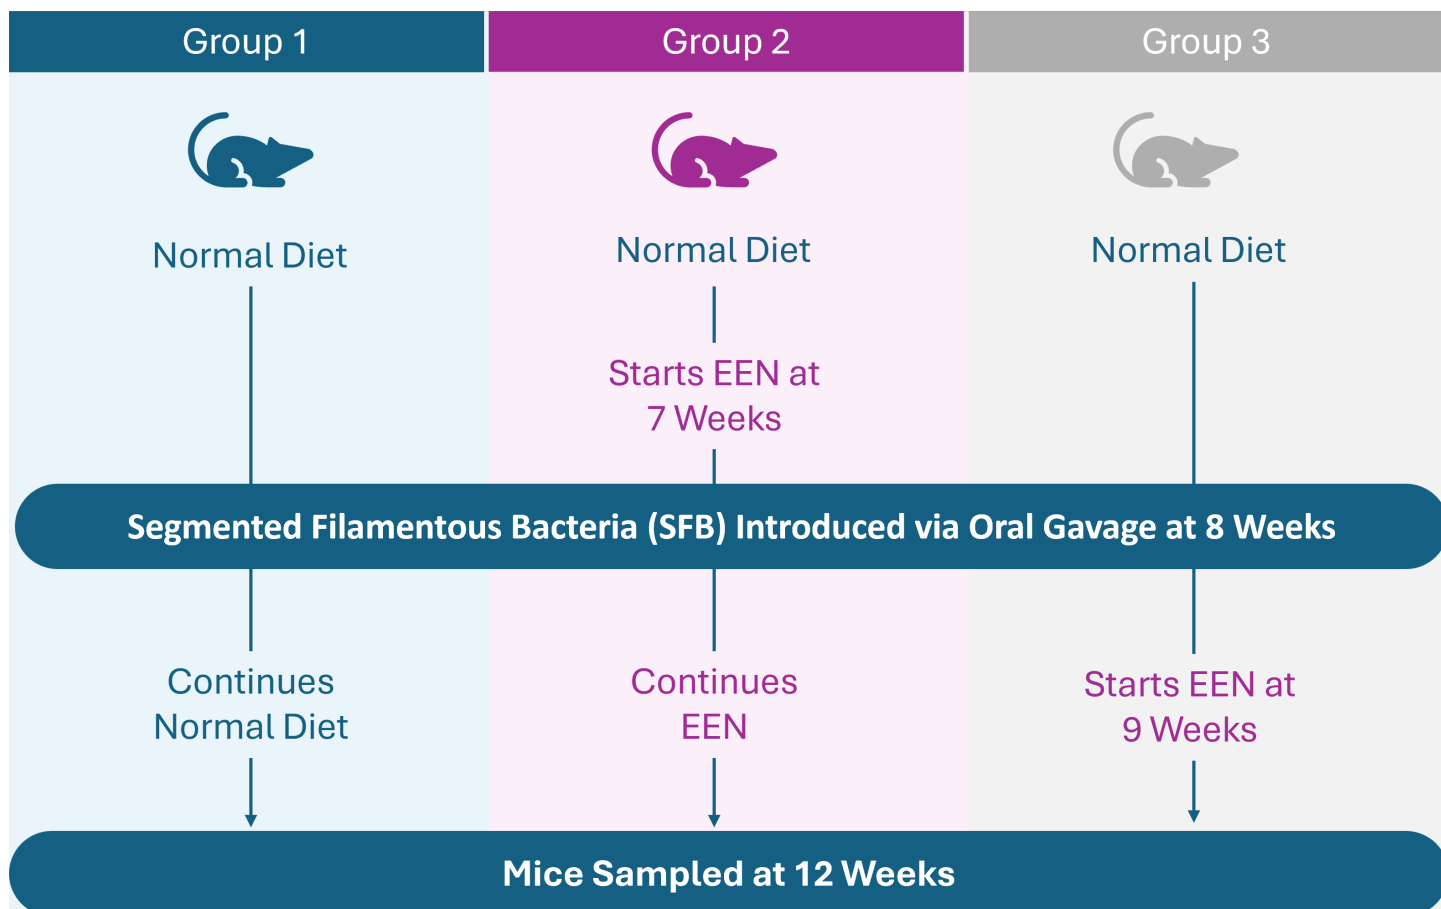 Group 1
Group 2
Group 3
Normal Diet
Normal Diet
Normal Diet
Starts EEN at
7 Weeks
Segmented Filamentous Bacteria (SFB) Introduced via Oral Gavage at 8 Weeks
Continues
Normal Diet
Continues
EEN
Starts EEN at
9 Weeks
Mice Sampled at 12 Weeks